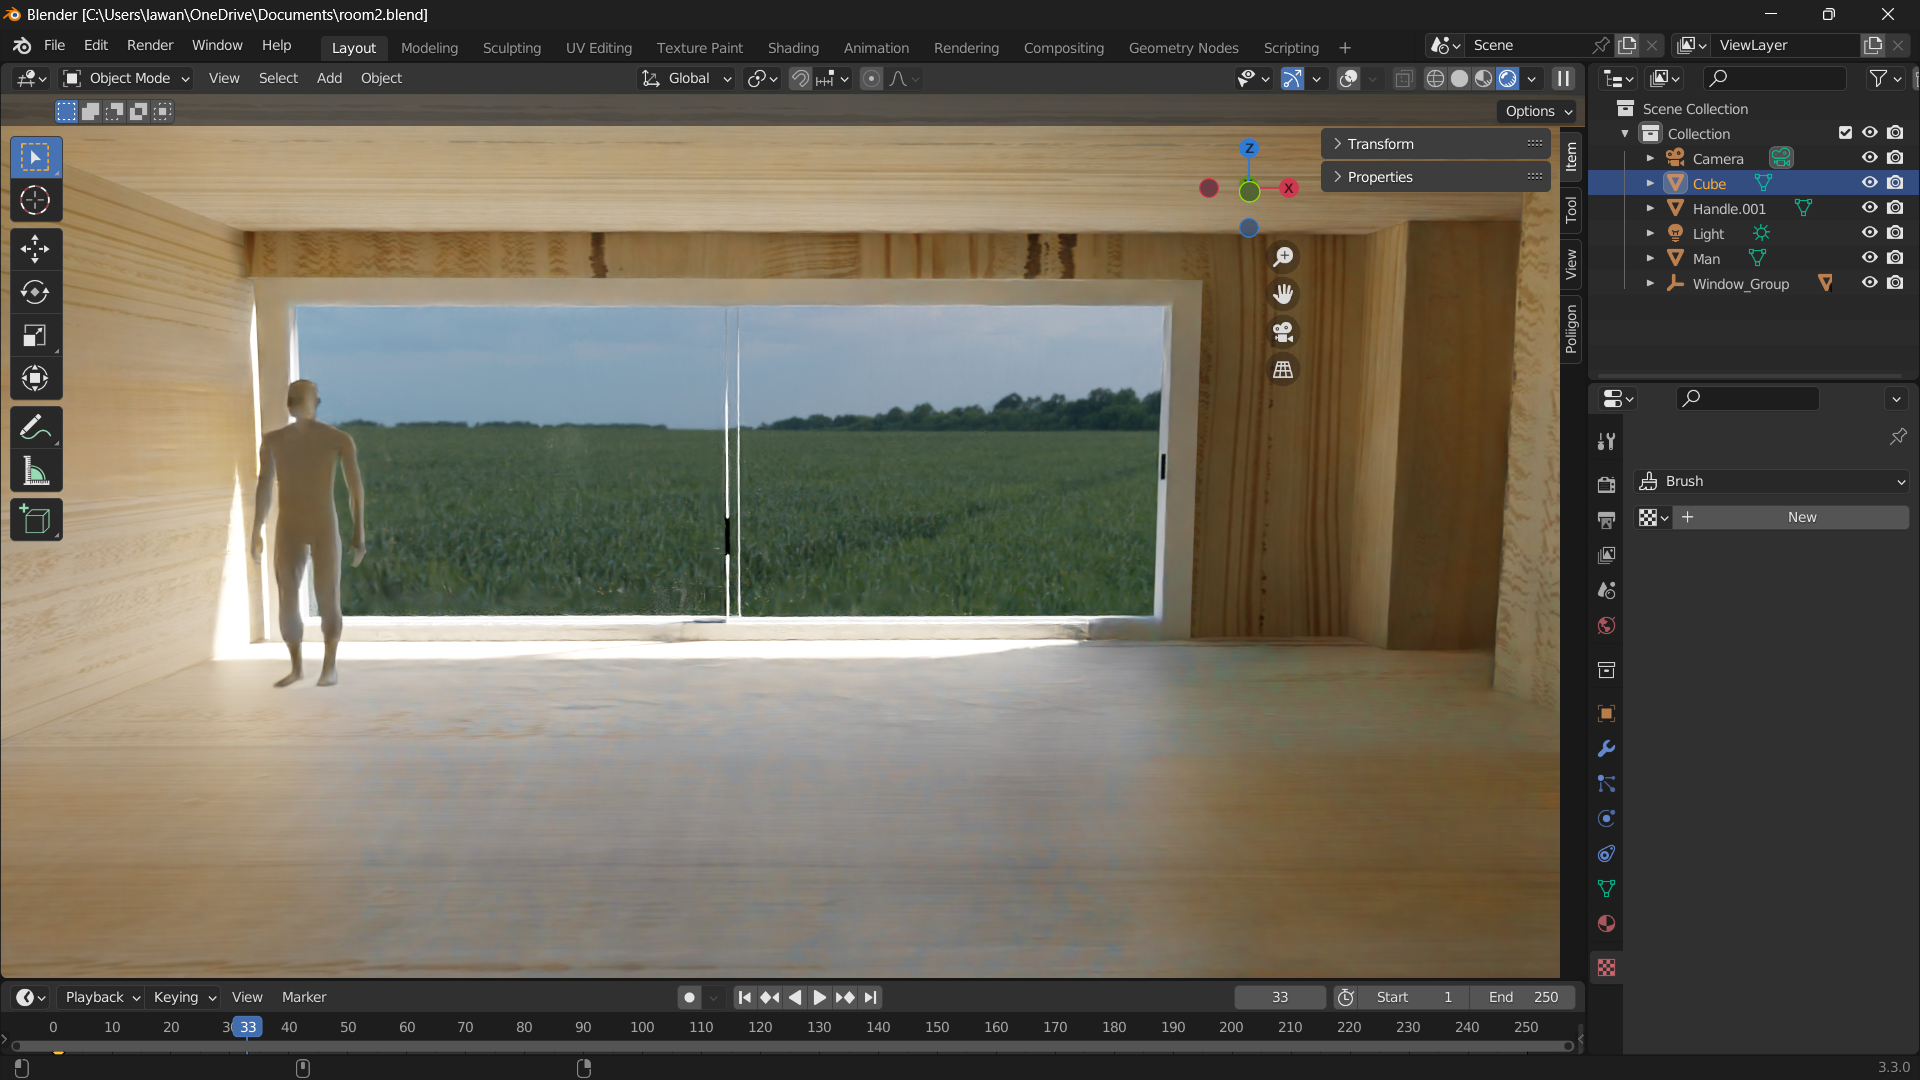 Blender [C:\Users\lawan\OneDrive\Documents\room2.blend]
File Edit Render Window Help
Layout Modeling Sculpting UV Editing Texture Paint Shading Animation Rendering Compositing Geometry Nodes Scripting +
Scene
ViewLayer
Object Mode View Select Add Object
Global
Options
Transform
Properties
Z
X
Item
Tool
View
Poliigon
Scene Collection
Collection
Camera
Cube
Handle.001
Light
Man
Window_Group
Brush
New
Playback Keying View Marker
33
Start 1
End 250
0 10 20 33 40 50 60 70 80 90 100 110 120 130 140 150 160 170 180 190 200 210 220 230 240 250
3.3.0